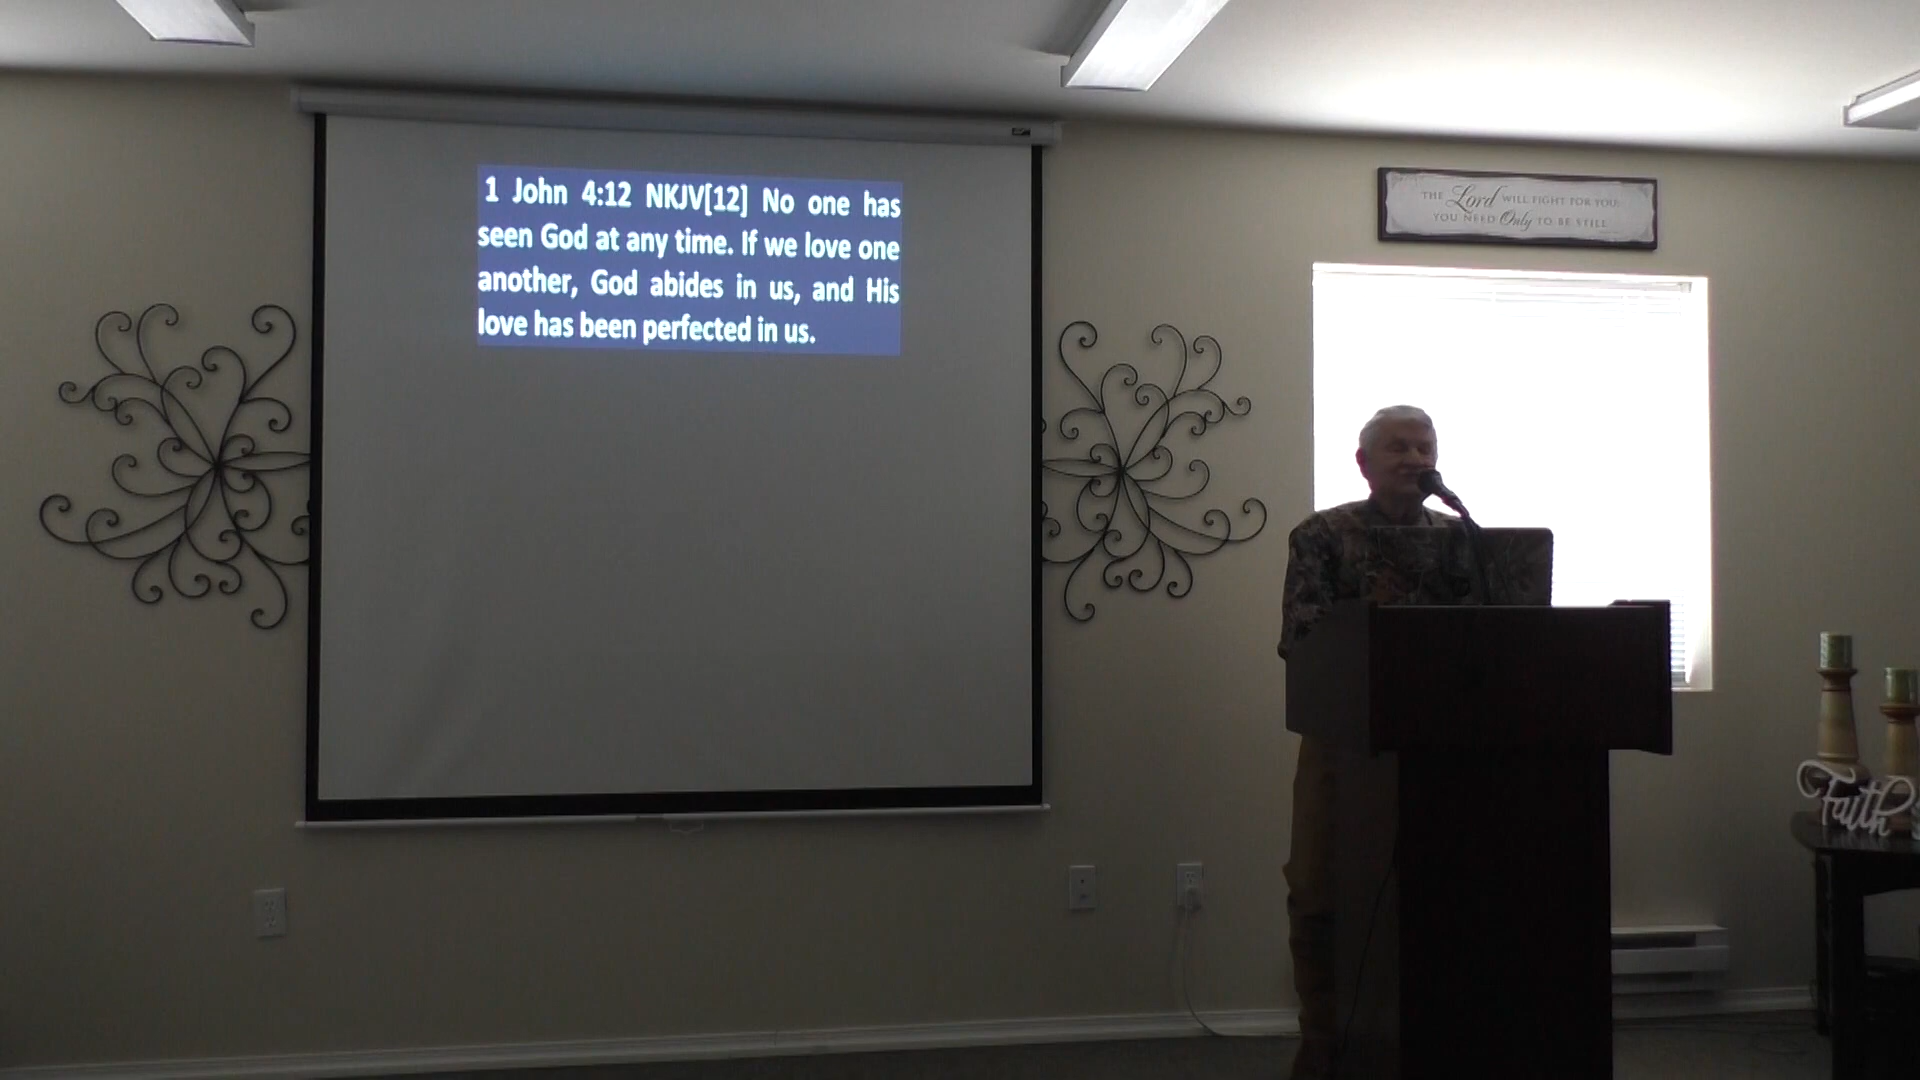 1 John 4:12 NKJV[12] No one has
seen God at any time. If we love one
another, God abides in us, and His
love has been perfected in us.
THE Lord WILL FIGHT FOR YOU;
YOU NEED Only TO BE STILL
Faith